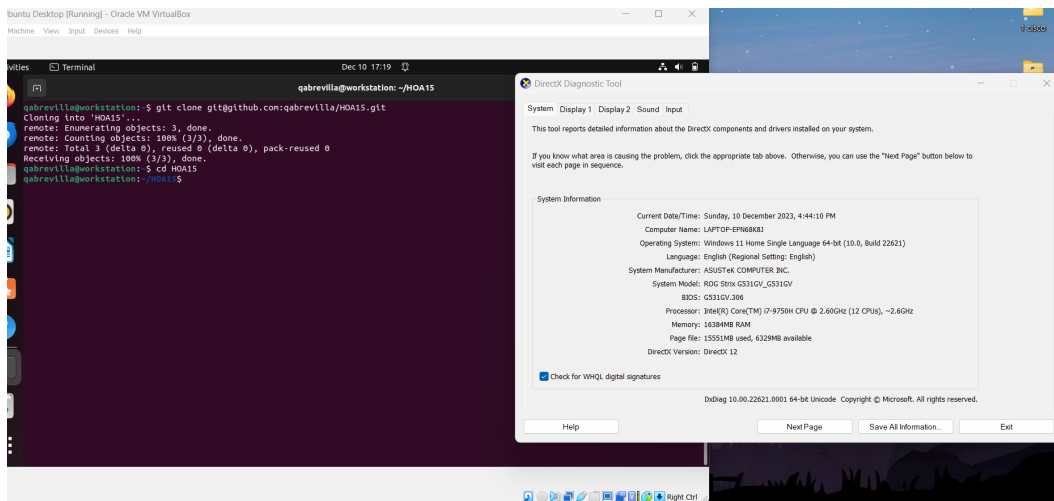 buntu Desktop [Running] - Oracle VM VirtualBox
Machine View Input Devices Help
ivities Terminal Dec 10 17:19
qabrevilla@workstation: ~/HOA15
qabrevilla@workstation:~$ git clone git@github.com:qabrevilla/HOA15.git
Cloning into 'HOA15'...
remote: Enumerating objects: 3, done.
remote: Counting objects: 100% (3/3), done.
remote: Total 3 (delta 0), reused 0 (delta 0), pack-reused 0
Receiving objects: 100% (3/3), done.
qabrevilla@workstation:~$ cd HOA15
qabrevilla@workstation:~/HOA15$
Right Ctrl
1 disco
DirectX Diagnostic Tool
System Display 1 Display 2 Sound Input
This tool reports detailed information about the DirectX components and drivers installed on your system.
If you know what area is causing the problem, click the appropriate tab above. Otherwise, you can use the "Next Page" button below to
visit each page in sequence.
System Information
Current Date/Time: Sunday, 10 December 2023, 4:44:10 PM
Computer Name: LAPTOP-EPN68K8J
Operating System: Windows 11 Home Single Language 64-bit (10.0, Build 22621)
Language: English (Regional Setting: English)
System Manufacturer: ASUSTeK COMPUTER INC.
System Model: ROG Strix G531GV_G531GV
BIOS: G531GV.306
Processor: Intel(R) Core(TM) i7-9750H CPU @ 2.60GHz (12 CPUs), ~2.6GHz
Memory: 16384MB RAM
Page file: 15551MB used, 6329MB available
DirectX Version: DirectX 12
Check for WHQL digital signatures
DxDiag 10.00.22621.0001 64-bit Unicode Copyright © Microsoft. All rights reserved.
Help Next Page Save All Information... Exit